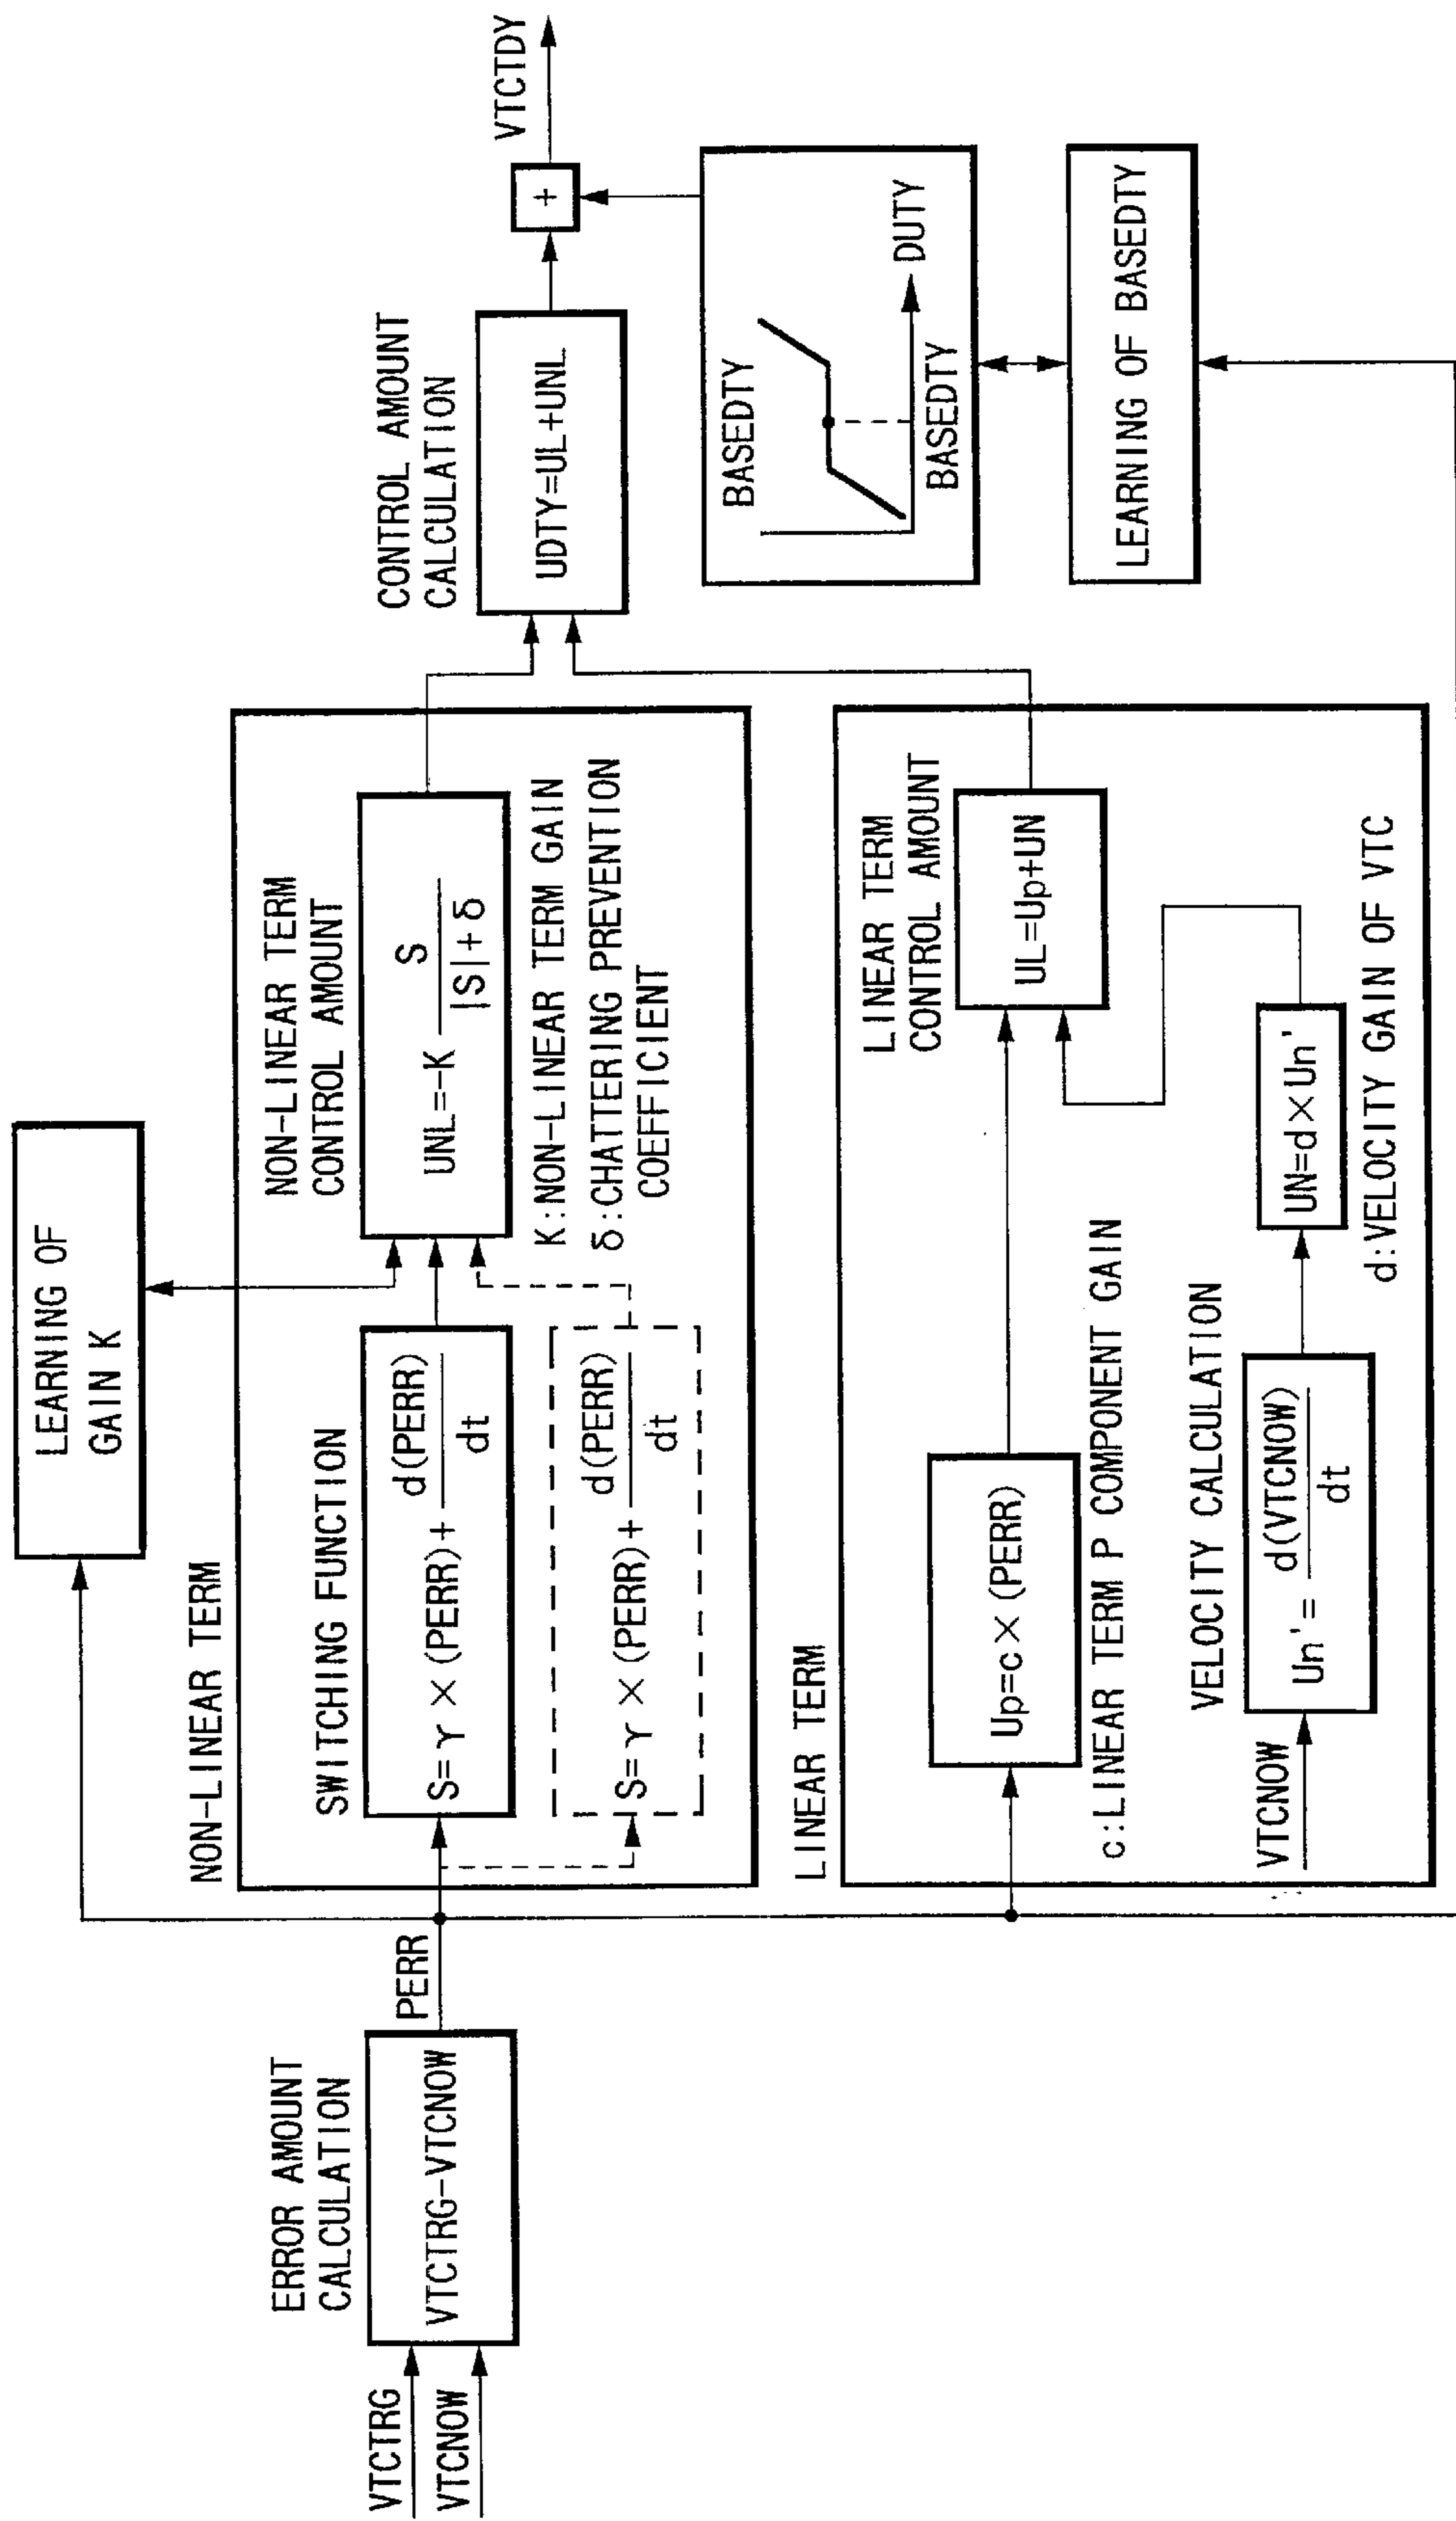 LEARNING OF
GAIN K
NON-LINEAR TERM
SWITCHING FUNCTION
S=γ×(PERR)+ d(PERR)
dt
S=γ×(PERR)+ d(PERR)
dt
NON-LINEAR TERM
CONTROL AMOUNT
UNL=-K S
|S|+δ
K:NON-LINEAR TERM GAIN
δ:CHATTERING PREVENTION
COEFFICIENT
ERROR AMOUNT
CALCULATION
VTCTRG
VTCNOW
VTCTRG-VTCNOW
PERR
LINEAR TERM
Up=c×(PERR)
c:LINEAR TERM P COMPONENT GAIN
VELOCITY CALCULATION
VTCNOW
Un'= d(VTCNOW)
dt
UN=d×Un'
d:VELOCITY GAIN OF VTC
LINEAR TERM
CONTROL AMOUNT
UL=Up+UN
CONTROL AMOUNT
CALCULATION
UDTY=UL+UNL
+
VTCTDY
BASEDTY
DUTY
BASEDTY
LEARNING OF BASEDTY